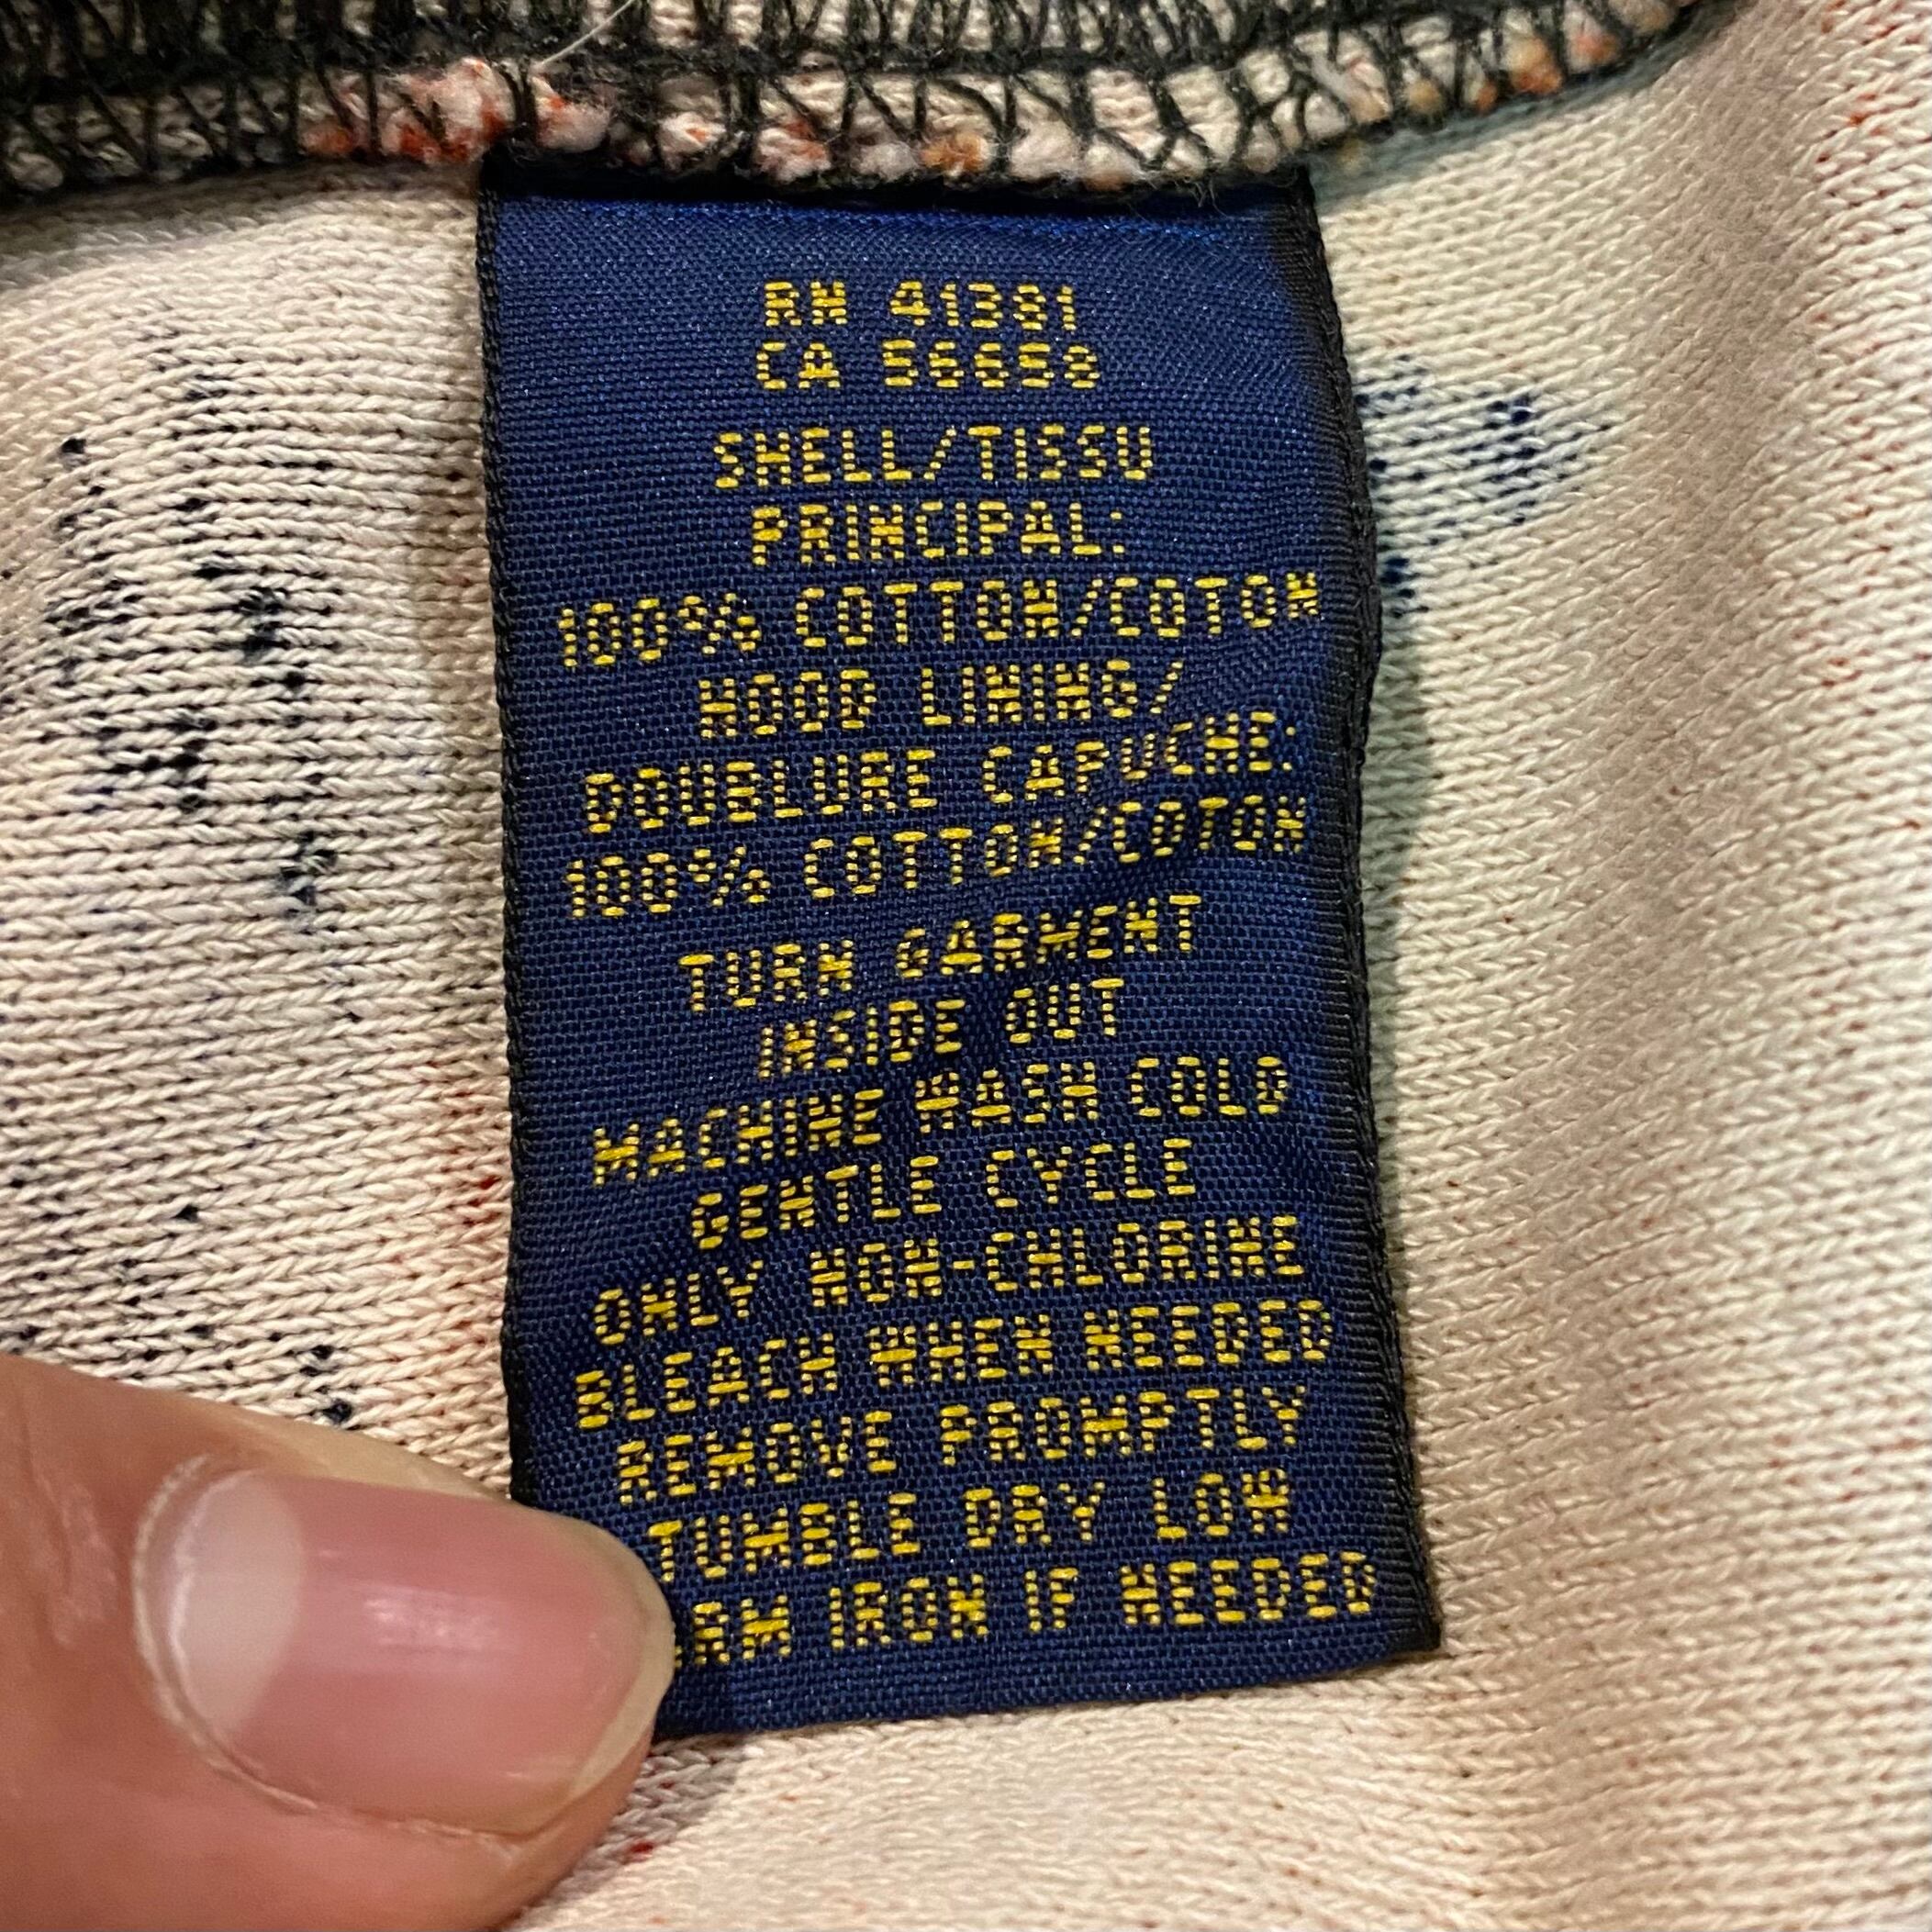 RN 41381
CA 56658
SHELL/TISSU
PRINCIPAL:
100% COTTON/COTON
HOOD LINING/
DOUBLURE CAPUCHE:
100% COTTON/COTON
TURN GARMENT
INSIDE OUT
MACHINE WASH COLD
GENTLE CYCLE
ONLY NON-CHLORINE
BLEACH WHEN NEEDED
REMOVE PROMPTLY
TUMBLE DRY LOW
IRON IF NEEDED